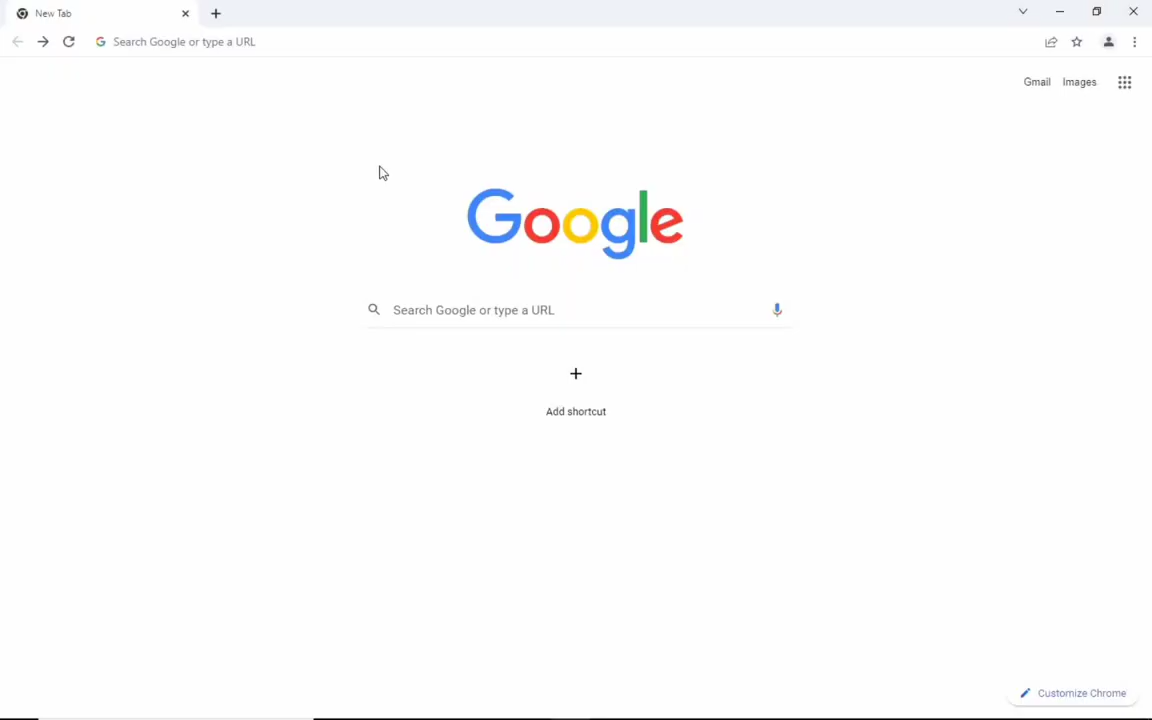 New Tab
Search Google or type a URL
Gmail Images
Google
Search Google or type a URL
Add shortcut
Customize Chrome